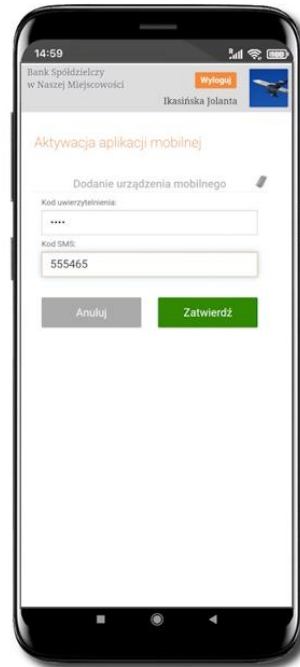 14:59
Bank Spółdzielczy
w Naszej Miejscowości
Wyloguj
Ikasińska Jolanta
Aktywacja aplikacji mobilnej
Dodanie urządzenia mobilnego
Kod uwierzytelnienia:
••••
Kod SMS:
555465
Anuluj
Zatwierdź